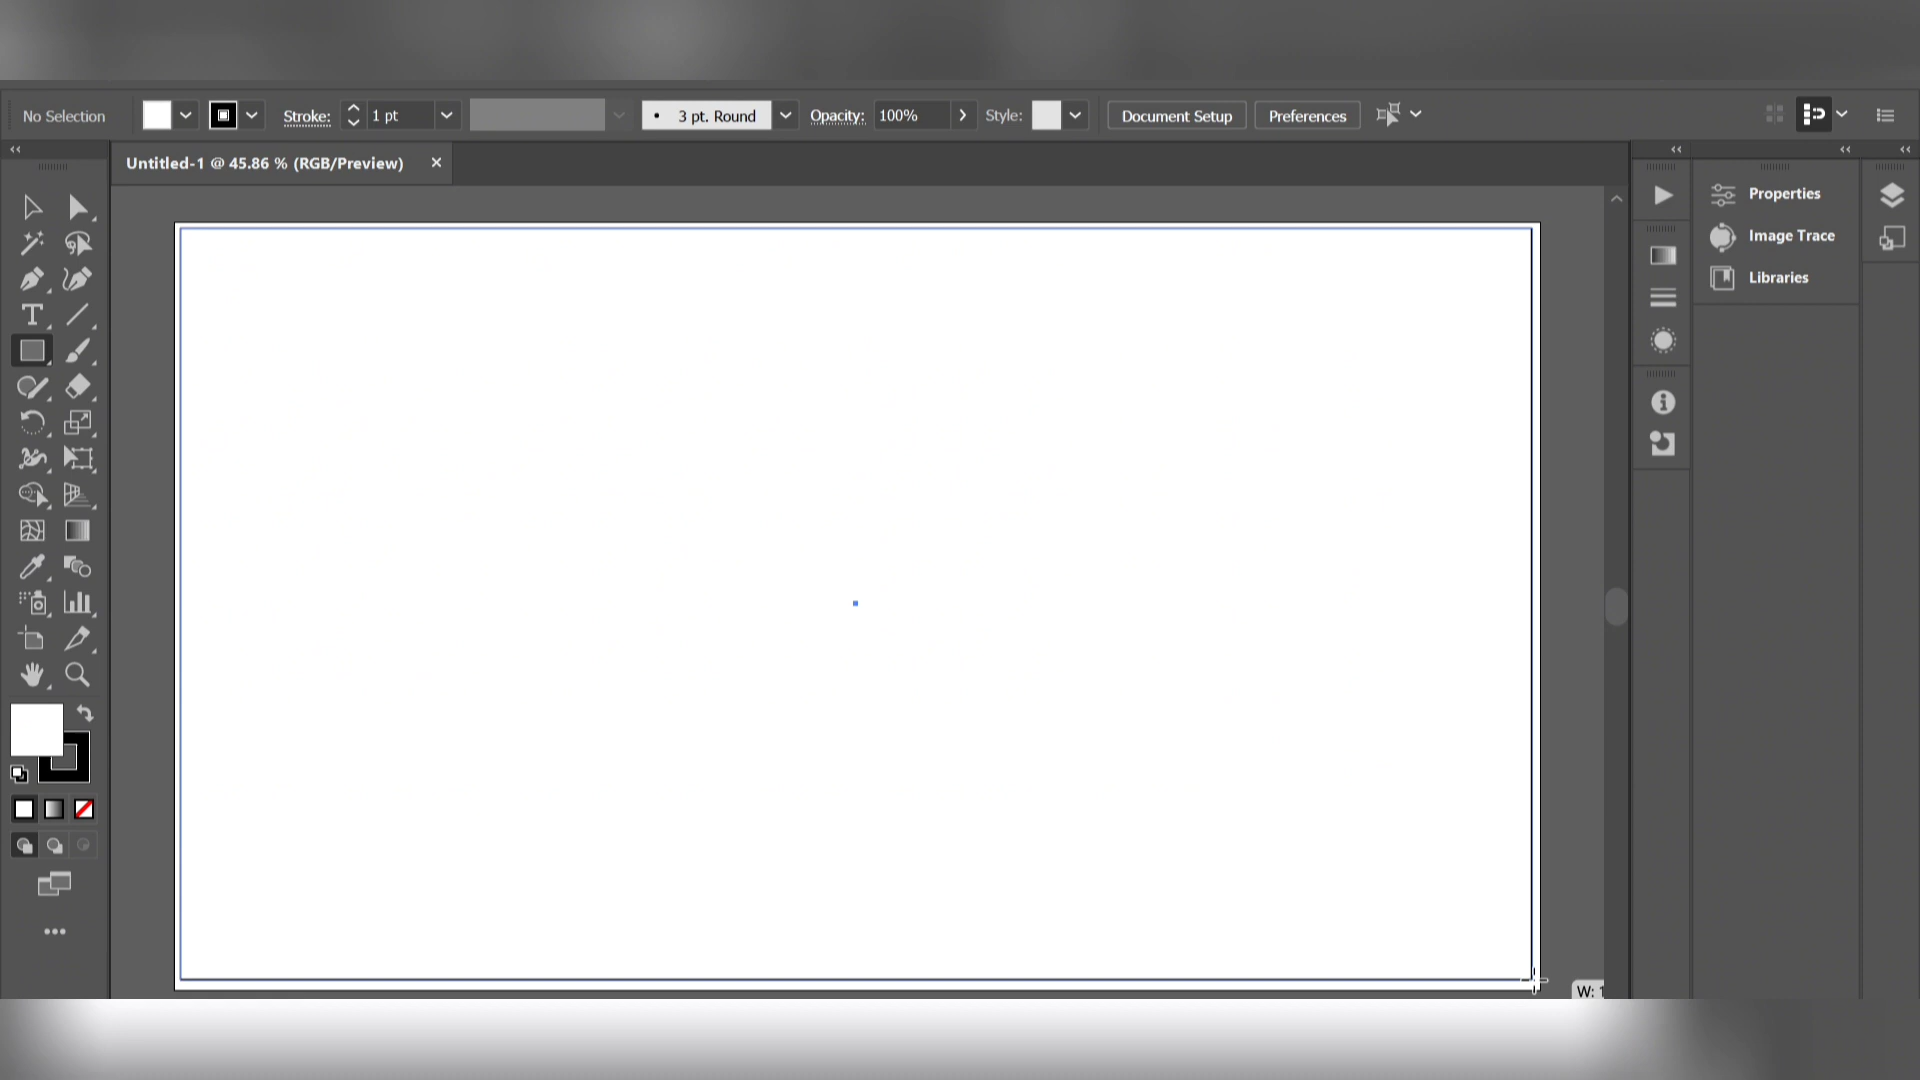 No Selection
Stroke:
1 pt
3 pt. Round
Opacity:
100%
Style:
Document Setup
Preferences
Untitled-1 @ 45.86 % (RGB/Preview)
Properties
Image Trace
Libraries
W: 1